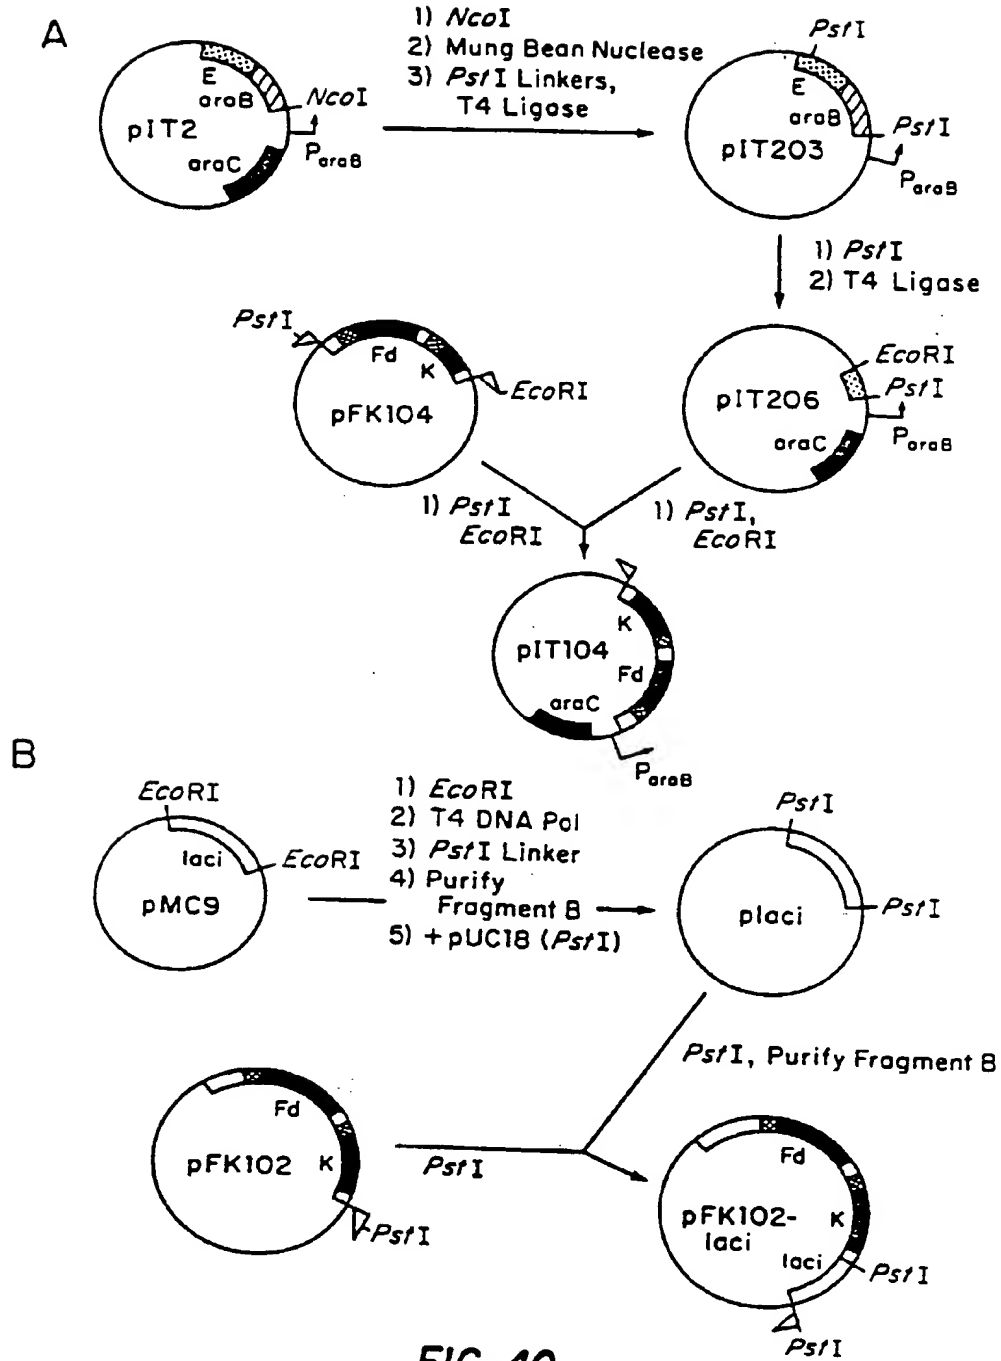 A
1) NcoI
2) Mung Bean Nuclease
3) PstI Linkers,
T4 Ligase
E
araB
NcoI
pIT2
araC
ParaB
PstI
E
araB
PstI
pIT203
ParaB
1) PstI
2) T4 Ligase
PstI
Fd
K
EcoRI
pFK104
EcoRI
PstI
pIT206
araC
ParaB
1) PstI
EcoRI
1) PstI,
EcoRI
K
pIT104
Fd
araC
ParaB
B
EcoRI
laci
EcoRI
pMC9
1) EcoRI
2) T4 DNA Pol
3) PstI Linker
4) Purify
Fragment B
5) +pUC18 (PstI)
PstI
placi
PstI
PstI, Purify Fragment B
Fd
pFK102
K
PstI
PstI
Fd
pFK102-
laci
K
laci
PstI
PstI